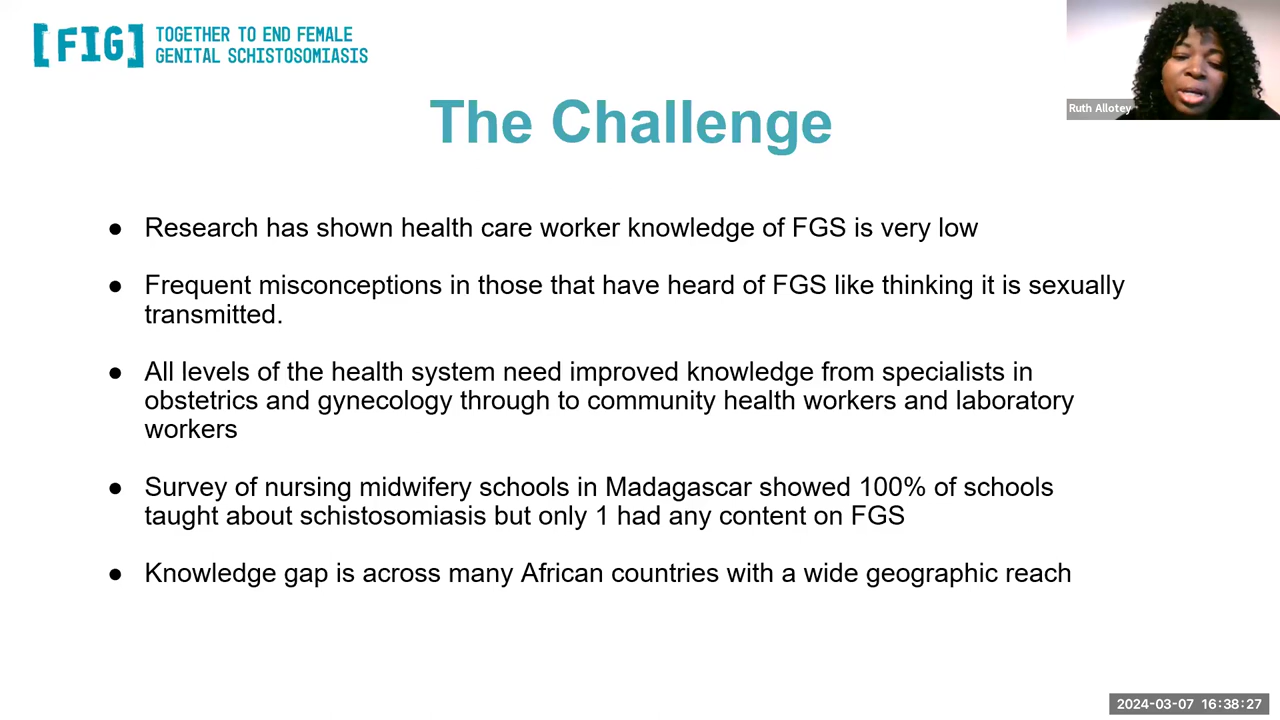 [FIG] TOGETHER TO END FEMALE
GENITAL SCHISTOSOMIASIS
Ruth Allotey
The Challenge
● Research has shown health care worker knowledge of FGS is very low
● Frequent misconceptions in those that have heard of FGS like thinking it is sexually
transmitted.
● All levels of the health system need improved knowledge from specialists in
obstetrics and gynecology through to community health workers and laboratory
workers
● Survey of nursing midwifery schools in Madagascar showed 100% of schools
taught about schistosomiasis but only 1 had any content on FGS
● Knowledge gap is across many African countries with a wide geographic reach
2024-03-07 16:38:27